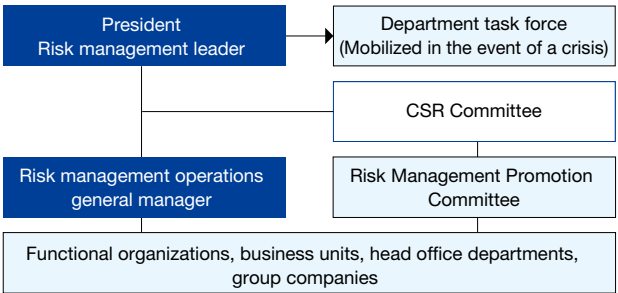 President
Risk management leader
Department task force
(Mobilized in the event of a crisis)
CSR Committee
Risk management operations
general manager
Risk Management Promotion
Committee
Functional organizations, business units, head office departments,
group companies